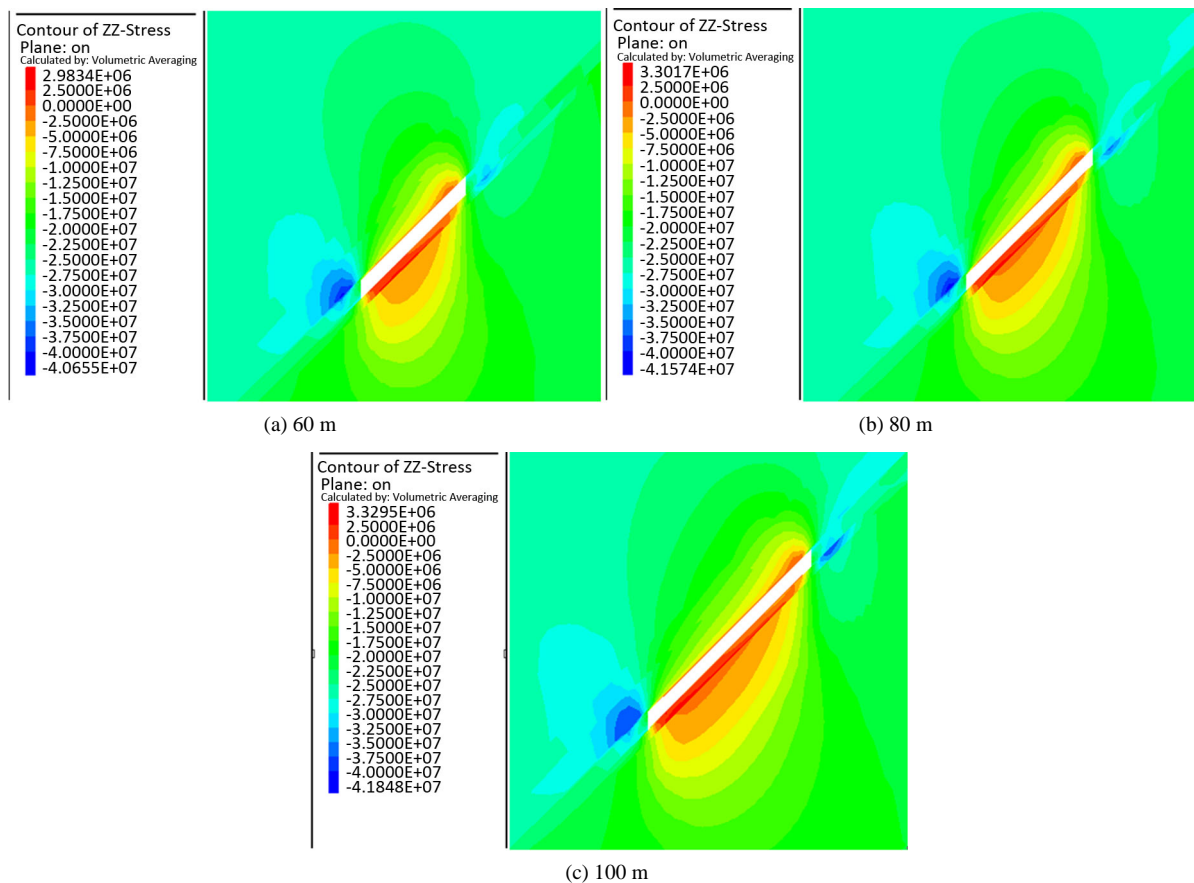 Contour of ZZ-Stress
Plane: on
Calculated by: Volumetric Averaging
2.9834E+06
2.5000E+06
0.0000E+00
-2.5000E+06
-5.0000E+06
-7.5000E+06
-1.0000E+07
-1.2500E+07
-1.5000E+07
-1.7500E+07
-2.0000E+07
-2.2500E+07
-2.5000E+07
-2.7500E+07
-3.0000E+07
-3.2500E+07
-3.5000E+07
-3.7500E+07
-4.0000E+07
-4.0655E+07
(a) 60 m
Contour of ZZ-Stress
Plane: on
Calculated by: Volumetric Averaging
3.3017E+06
2.5000E+06
0.0000E+00
-2.5000E+06
-5.0000E+06
-7.5000E+06
-1.0000E+07
-1.2500E+07
-1.5000E+07
-1.7500E+07
-2.0000E+07
-2.2500E+07
-2.5000E+07
-2.7500E+07
-3.0000E+07
-3.2500E+07
-3.5000E+07
-3.7500E+07
-4.0000E+07
-4.1574E+07
(b) 80 m
Contour of ZZ-Stress
Plane: on
Calculated by: Volumetric Averaging
3.3295E+06
2.5000E+06
0.0000E+00
-2.5000E+06
-5.0000E+06
-7.5000E+06
-1.0000E+07
-1.2500E+07
-1.5000E+07
-1.7500E+07
-2.0000E+07
-2.2500E+07
-2.5000E+07
-2.7500E+07
-3.0000E+07
-3.2500E+07
-3.5000E+07
-3.7500E+07
-4.0000E+07
-4.1848E+07
(c) 100 m